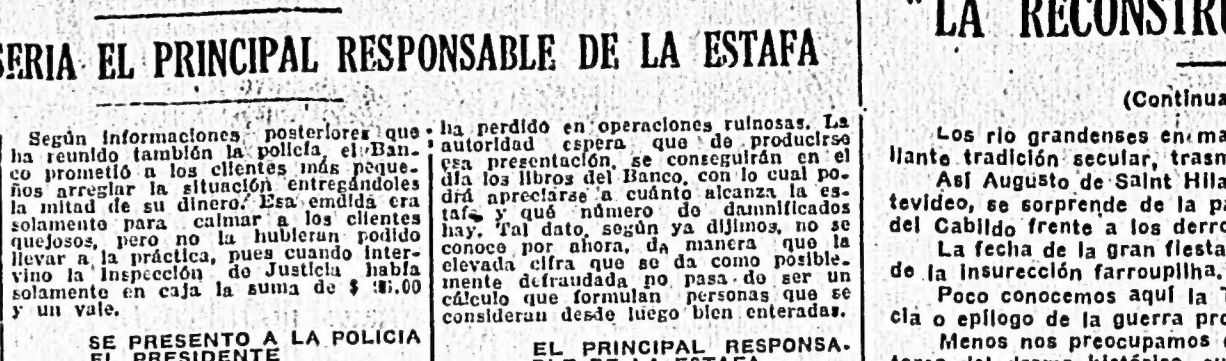 SERIA EL PRINCIPAL RESPONSABLE DE LA ESTAFA
Según informaciones posteriores que
ha reunido también la policía, el Ban-
co prometió a los clientes más peque-
ños arreglar la situación entregándoles
la mitad de su dinero. Esa emdida era
solamente para calmar a los clientes
quejosos, pero no la hubieran podido
llevar a la práctica, pues cuando inter-
vino la Inspección de Justicia había
solamente en caja la suma de $
y un vale.
SE PRESENTO A LA POLICIA
EL PRESIDENTE
ha perdido en operaciones ruinosas. La
autoridad espera que de producirse
esa presentación, se conseguirán en el
día los libros del Banco, con lo cual po-
drá apreciarse a cuánto alcanza la es-
tafa y qué número de damnificados
hay. Tal dato, según ya dijimos, no se
conoce por ahora, de manera que la
elevada cifra que se da como posible-
mente defraudada no pasa de ser un
cálculo que formulan personas que se
consideran desde luego bien enteradas.
EL PRINCIPAL RESPONSA-
BLE DE LA ESTAFA
"LA RECONSTR
(Continua
Los rio grandenses en ma
llante tradición secular, trasn
Así Augusto de Saint Hila
tevideo, se sorprende de la pa
del Cabildo frente a los derro
La fecha de la gran fiesta
de la insurección farroupilha.
Poco conocemos aquí la
cia o epílogo de la guerra pro
Menos nos preocupamos